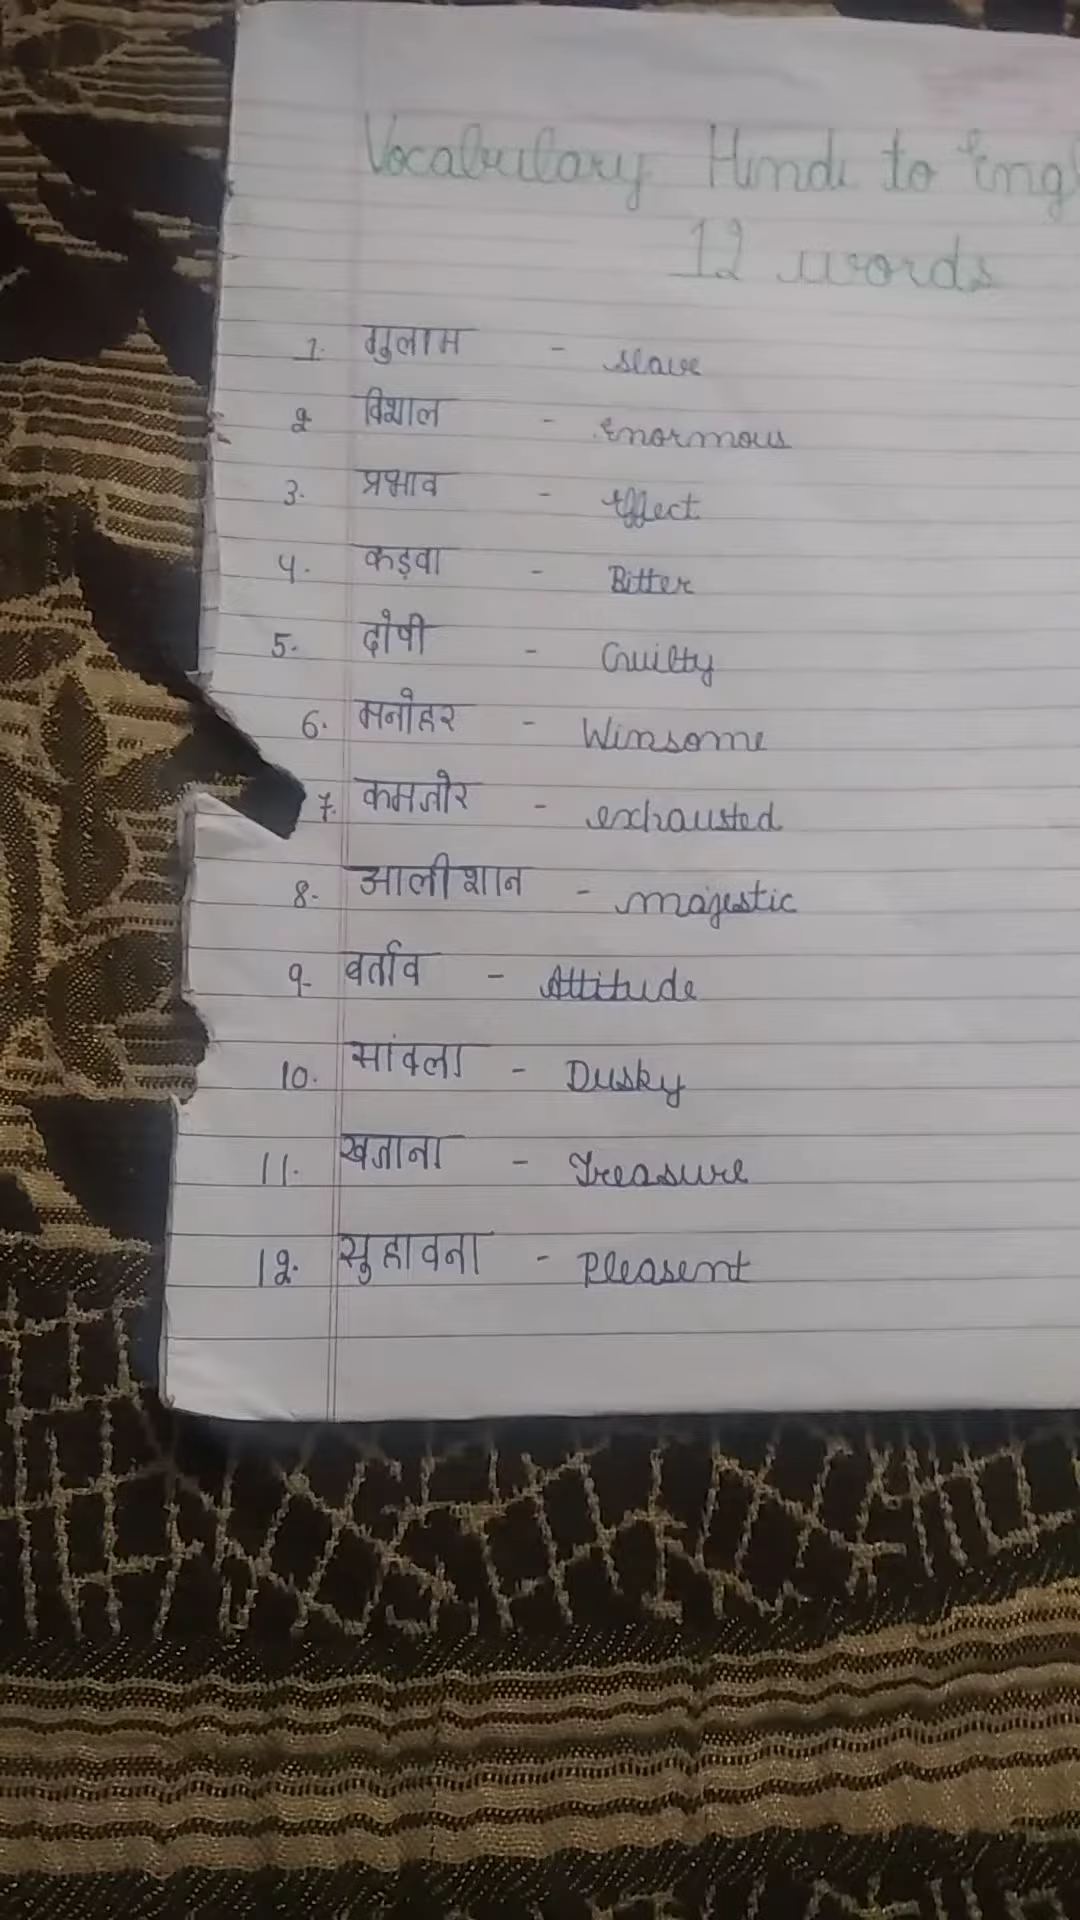 Vocabulary Hindi to Engl
12 words
1. गुलाम - slave
2 विशाल - Enormous
3. प्रभाव - Effect
4. कड़वा - Bitter
5. दोषी - Guilty
6. मनोहर - Winsome
7. कमजोर - exhausted
8. आलीशान - majestic
9. बर्ताव - Attitude
10. सांवला - Dusky
11. खजाना - Treasure
12. सुहावना - Pleasent